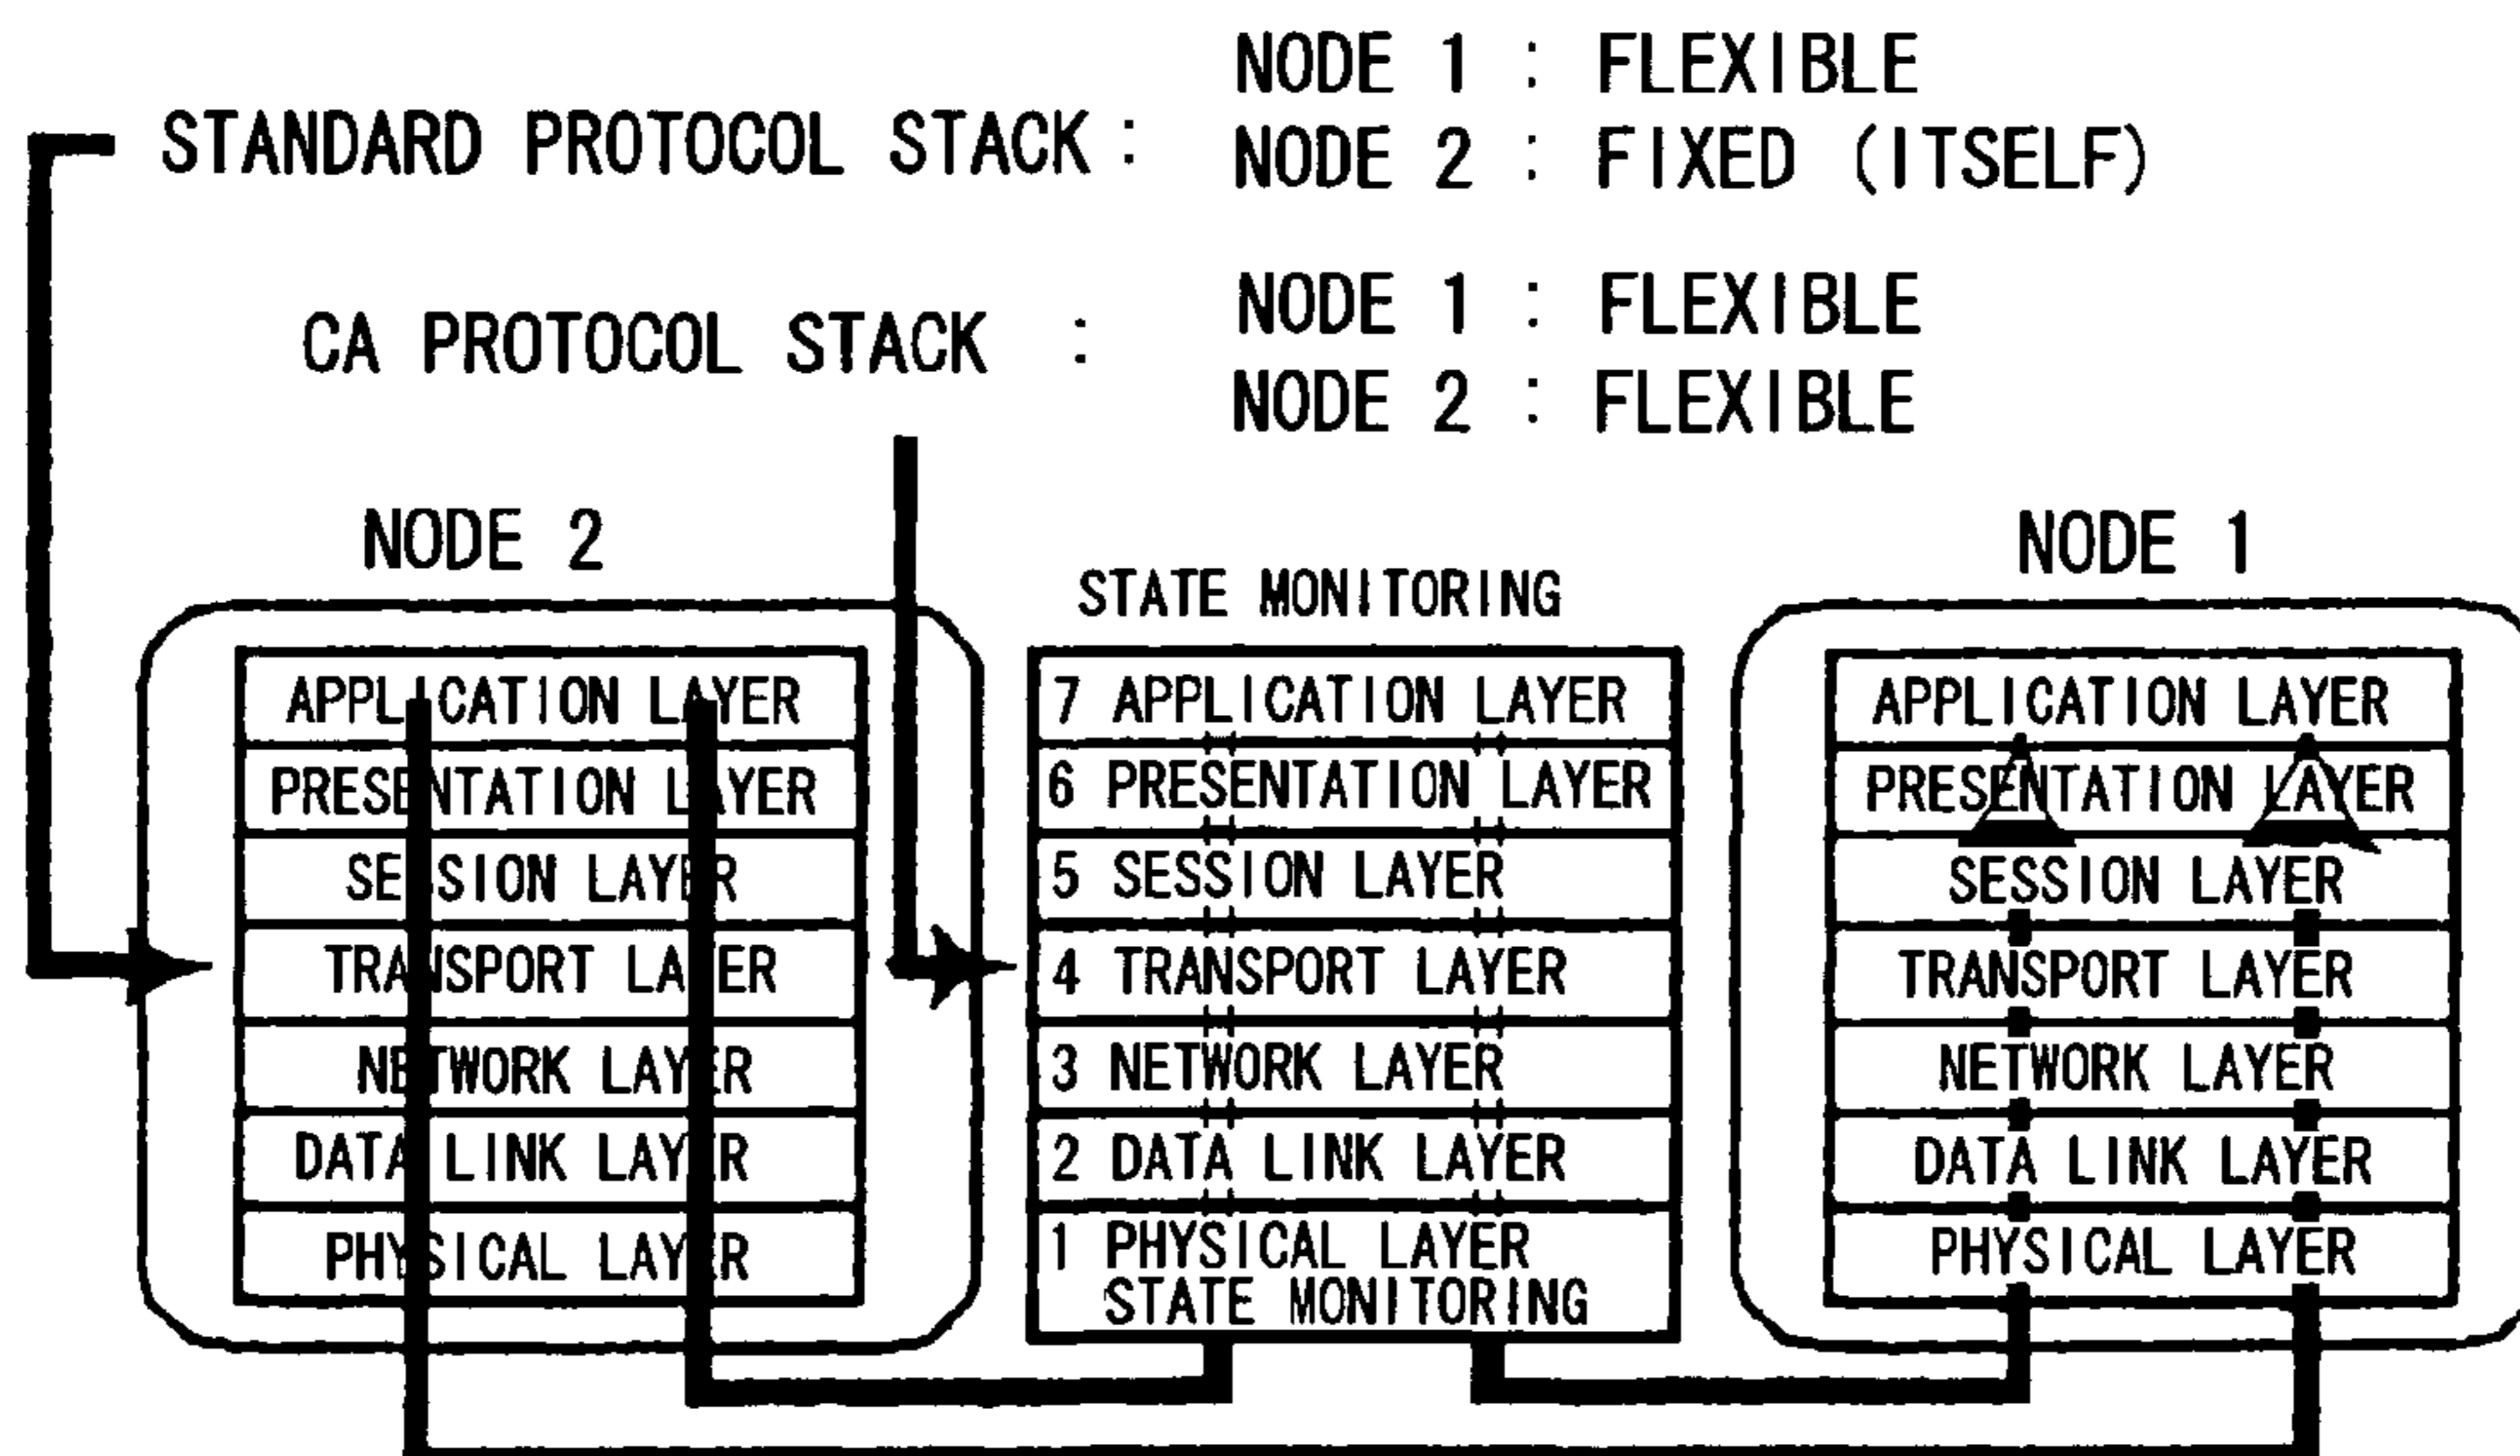 NODE 1 : FLEXIBLE
STANDARD PROTOCOL STACK :
NODE 2 : FIXED (ITSELF)
NODE 1 : FLEXIBLE
CA PROTOCOL STACK :
NODE 2 : FLEXIBLE
NODE 2
APPLICATION LAYER
PRESENTATION LAYER
SESSION LAYER
TRANSPORT LAYER
NETWORK LAYER
DATA LINK LAYER
PHYSICAL LAYER
STATE MONITORING
7 APPLICATION LAYER
6 PRESENTATION LAYER
5 SESSION LAYER
4 TRANSPORT LAYER
3 NETWORK LAYER
2 DATA LINK LAYER
1 PHYSICAL LAYER
STATE MONITORING
NODE 1
APPLICATION LAYER
PRESENTATION LAYER
SESSION LAYER
TRANSPORT LAYER
NETWORK LAYER
DATA LINK LAYER
PHYSICAL LAYER